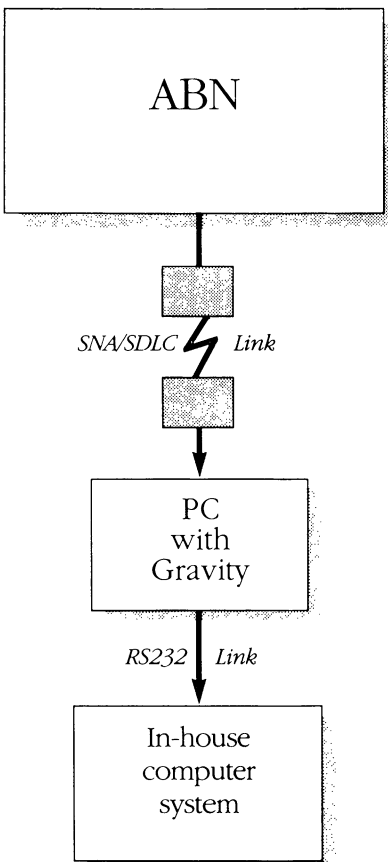 ABN
SNA/SDLC Link
PC
with
Gravity
RS232 Link
In-house
computer
system